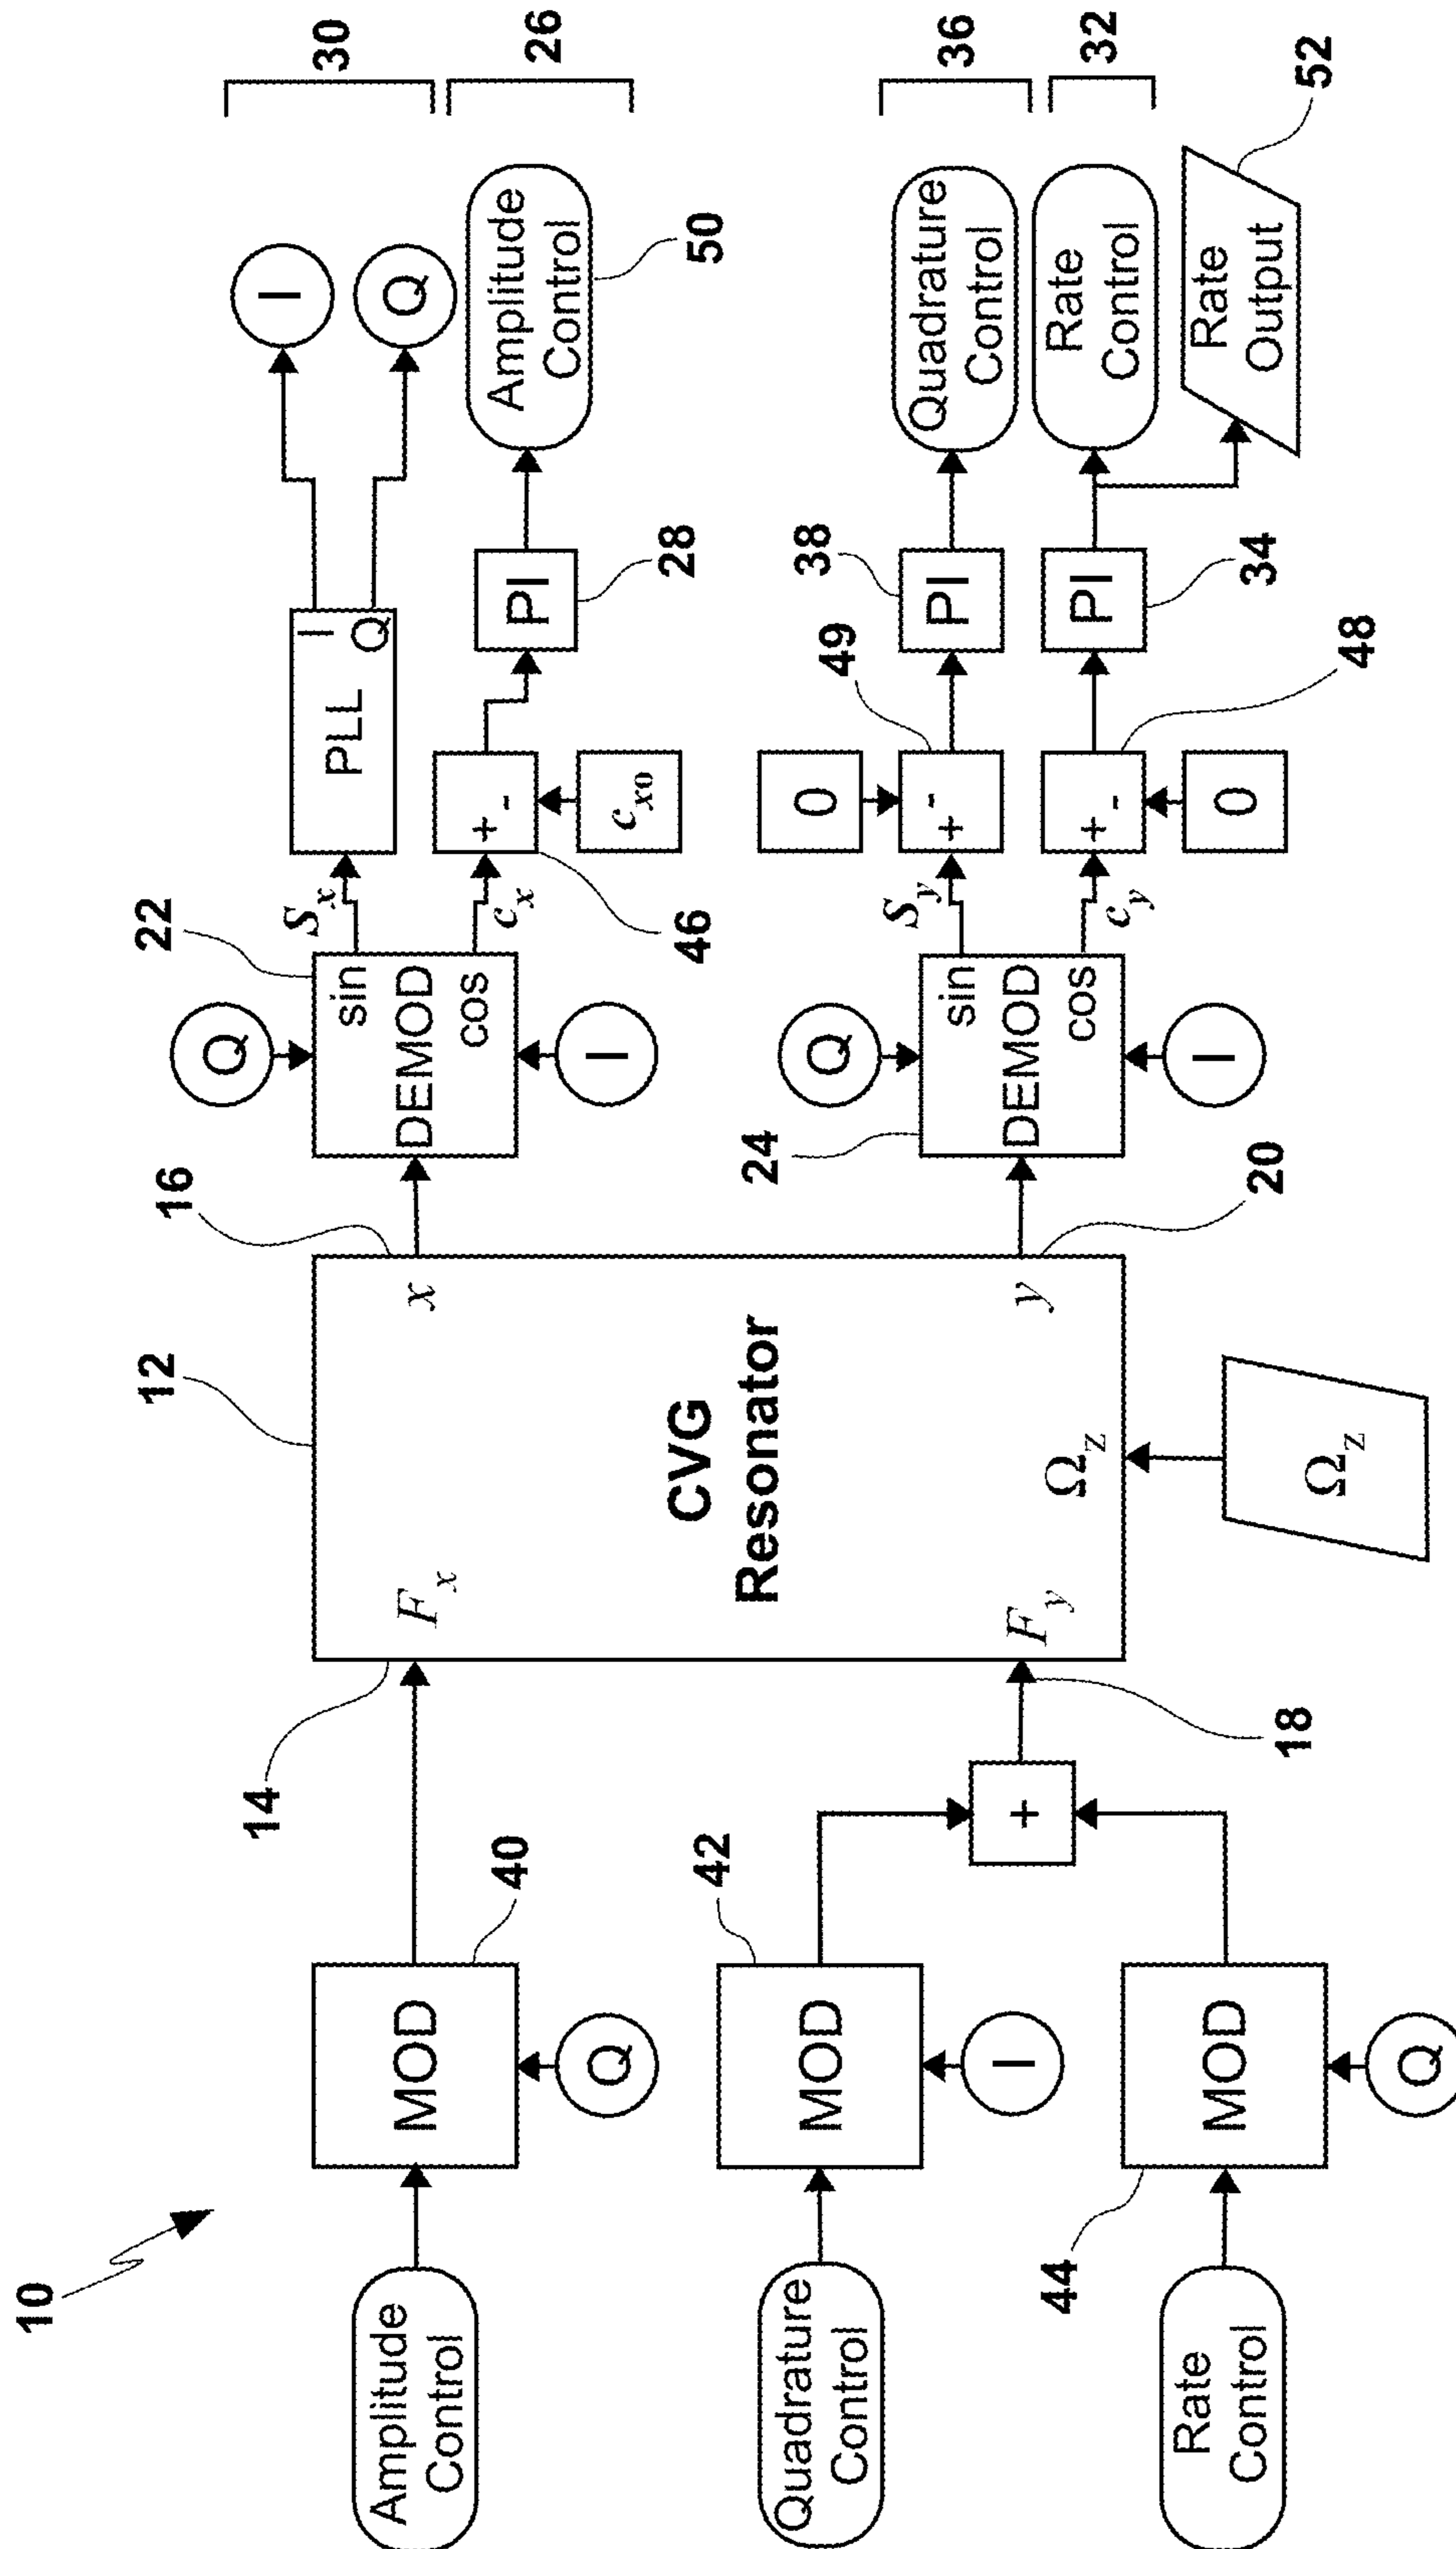 10
Amplitude
Control
MOD
40
Q
14
Quadrature
Control
MOD
42
I
Rate
Control
MOD
44
Q
+
18
12
CVG
Resonator
F x
F y
Ω z
x
y
16
20
Ω z
Q
22
sin
DEMOD
cos
I
S x
c x
PLL
I
Q
I
Q
30
+ -
46
c x0
PI
28
Amplitude
Control
50
26
Q
24
sin
DEMOD
cos
I
S y
c y
0
+ -
49
PI
38
Quadrature
Control
36
+ -
48
0
PI
34
Rate
Control
32
Rate
Output
52